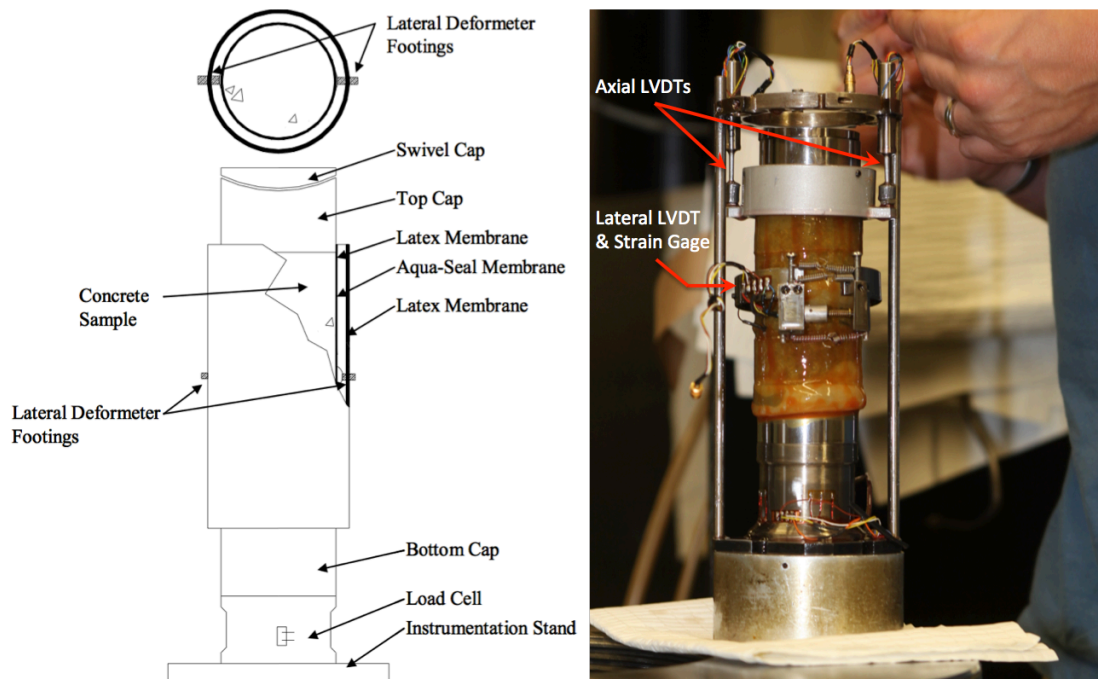 Lateral Deformeter
Footings
Swivel Cap
Top Cap
Latex Membrane
Aqua-Seal Membrane
Concrete
Sample
Latex Membrane
Lateral Deformeter
Footings
Bottom Cap
Load Cell
Instrumentation Stand
Axial LVDTs
Lateral LVDT
& Strain Gage